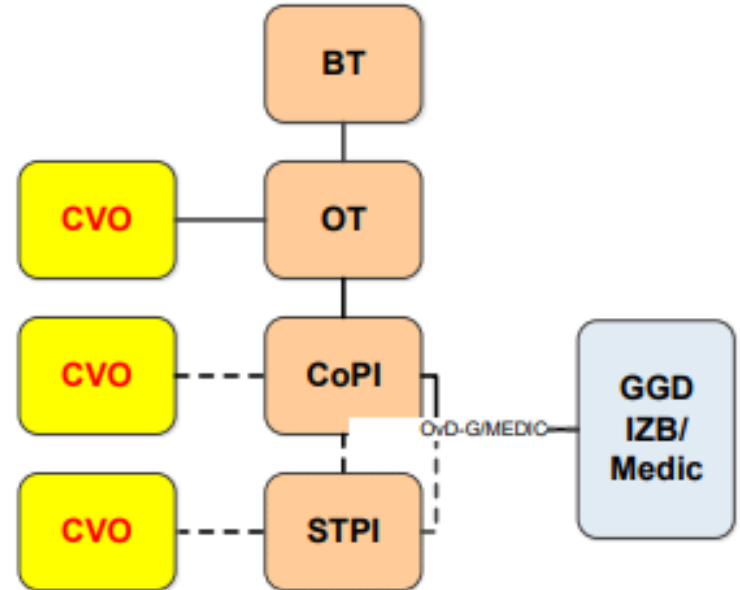 BT
CVO
OT
CVO
CoPI
OvD-G/MEDIC
GGD
IZB/
Medic
CVO
STPI